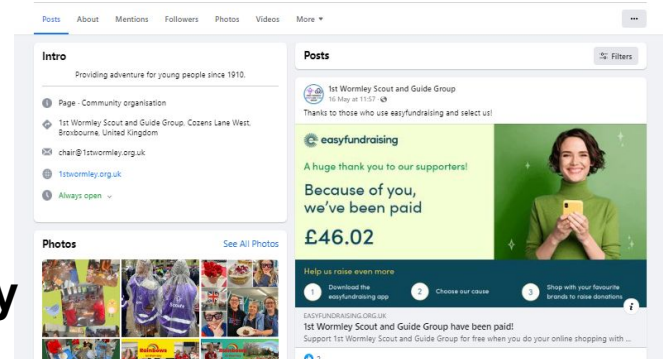 Posts About Mentions Followers Photos Videos More
Intro
Providing adventure for young people since 1910.
Page · Community organisation
1st Wormley Scout and Guide Group, Cozens Lane West,
Broxbourne, United Kingdom
chair@1stwormley.org.uk
1stwormley.org.uk
Always open
Photos See All Photos
Rainbows
y
Posts
Filters
1st Wormley Scout and Guide Group
16 May at 11:57 ·
Thanks to those who use easyfundraising and select us!
easyfundraising
A huge thank you to our supporters!
Because of you,
we've been paid
£46.02
Help us raise even more
1 Download the
easyfundraising app
2 Choose our cause
3 Shop with your favourite
brands to raise donations
i
EASYFUNDRAISING.ORG.UK
1st Wormley Scout and Guide Group have been paid!
Support 1st Wormley Scout and Guide Group for free when you do your online shopping with ...
2